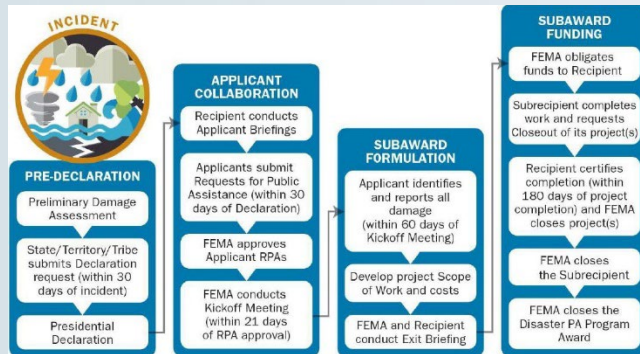 INCIDENT
PRE-DECLARATION
Preliminary Damage
Assessment
State/Territory/Tribe
submits Declaration
request (within 30
days of incident)
Presidential
Declaration
APPLICANT
COLLABORATION
Recipient conducts
Applicant Briefings
Applicants submit
Requests for Public
Assistance (within 30
days of Declaration)
FEMA approves
Applicant RPAs
FEMA conducts
Kickoff Meeting
(within 21 days
of RPA approval)
SUBAWARD
FORMULATION
Applicant identifies
and reports all
damage
(within 60 days of
Kickoff Meeting)
Develop project Scope
of Work and costs
FEMA and Recipient
conduct Exit Briefing
SUBAWARD
FUNDING
FEMA obligates
funds to Recipient
Subrecipient completes
work and requests
Closeout of its project(s)
Recipient certifies
completion (within
180 days of project
completion) and FEMA
closes project(s)
FEMA closes
the Subrecipient
FEMA closes the
Disaster PA Program
Award